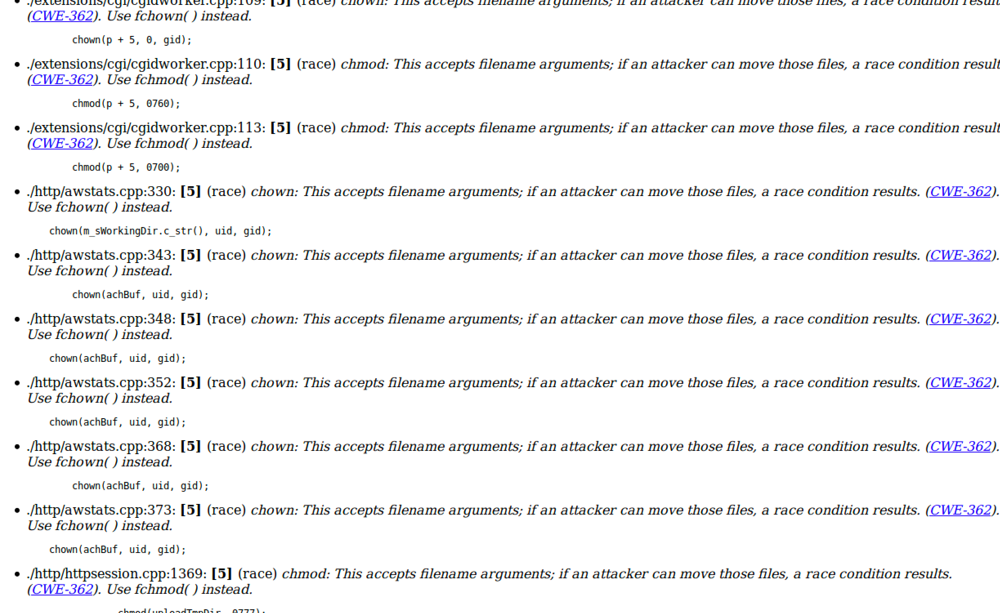 ./extensions/cgi/cgidworker.cpp:109: [5] (race) chown: This accepts filename arguments; if an attacker can move those files, a race condition result
(CWE-362). Use fchown( ) instead.
chown(p + 5, 0, gid);
./extensions/cgi/cgidworker.cpp:110: [5] (race) chmod: This accepts filename arguments; if an attacker can move those files, a race condition result
(CWE-362). Use fchmod( ) instead.
chmod(p + 5, 0760);
./extensions/cgi/cgidworker.cpp:113: [5] (race) chmod: This accepts filename arguments; if an attacker can move those files, a race condition result
(CWE-362). Use fchmod( ) instead.
chmod(p + 5, 0700);
./http/awstats.cpp:330: [5] (race) chown: This accepts filename arguments; if an attacker can move those files, a race condition results. (CWE-362).
Use fchown( ) instead.
chown(m_sWorkingDir.c_str(), uid, gid);
./http/awstats.cpp:343: [5] (race) chown: This accepts filename arguments; if an attacker can move those files, a race condition results. (CWE-362).
Use fchown( ) instead.
chown(achBuf, uid, gid);
./http/awstats.cpp:348: [5] (race) chown: This accepts filename arguments; if an attacker can move those files, a race condition results. (CWE-362).
Use fchown( ) instead.
chown(achBuf, uid, gid);
./http/awstats.cpp:352: [5] (race) chown: This accepts filename arguments; if an attacker can move those files, a race condition results. (CWE-362).
Use fchown( ) instead.
chown(achBuf, uid, gid);
./http/awstats.cpp:368: [5] (race) chown: This accepts filename arguments; if an attacker can move those files, a race condition results. (CWE-362).
Use fchown( ) instead.
chown(achBuf, uid, gid);
./http/awstats.cpp:373: [5] (race) chown: This accepts filename arguments; if an attacker can move those files, a race condition results. (CWE-362).
Use fchown( ) instead.
chown(achBuf, uid, gid);
./http/httpsession.cpp:1369: [5] (race) chmod: This accepts filename arguments; if an attacker can move those files, a race condition results.
(CWE-362). Use fchmod( ) instead.
chmod(uploadTmpDir, 0777);